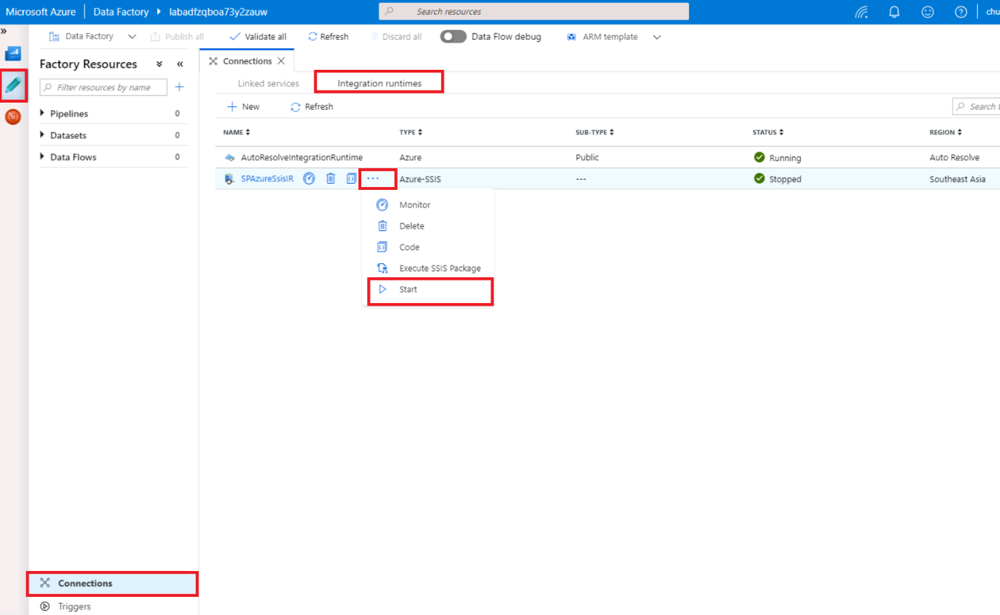 Microsoft Azure Data Factory labadfzqboa73y2zauw Search resources chu
» Data Factory Publish all Validate all Refresh Discard all Data Flow debug ARM template
Factory Resources « Connections
Linked services Integration runtimes
Filter resources by name
New Refresh Search t
Pipelines 0
NAME TYPE SUB-TYPE STATUS REGION
Datasets 0
Data Flows 0
AutoResolveIntegrationRuntime Azure Public Running Auto Resolve
SPAzureSsisIR ... Azure-SSIS --- Stopped Southeast Asia
Monitor
Delete
Code
Execute SSIS Package
Start
Connections
Triggers